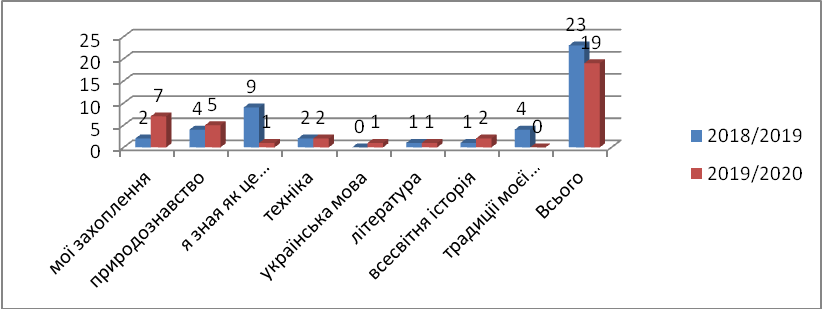 25
20
15
10
5
0
2 7
4 5
9 1
2 2
0 1
1 1
1 2
4 0
23 19
мої захоплення
природознавство
я зная як це...
техніка
українська мова
література
всесвітня історія
традиції моєї...
Всього
2018/2019
2019/2020